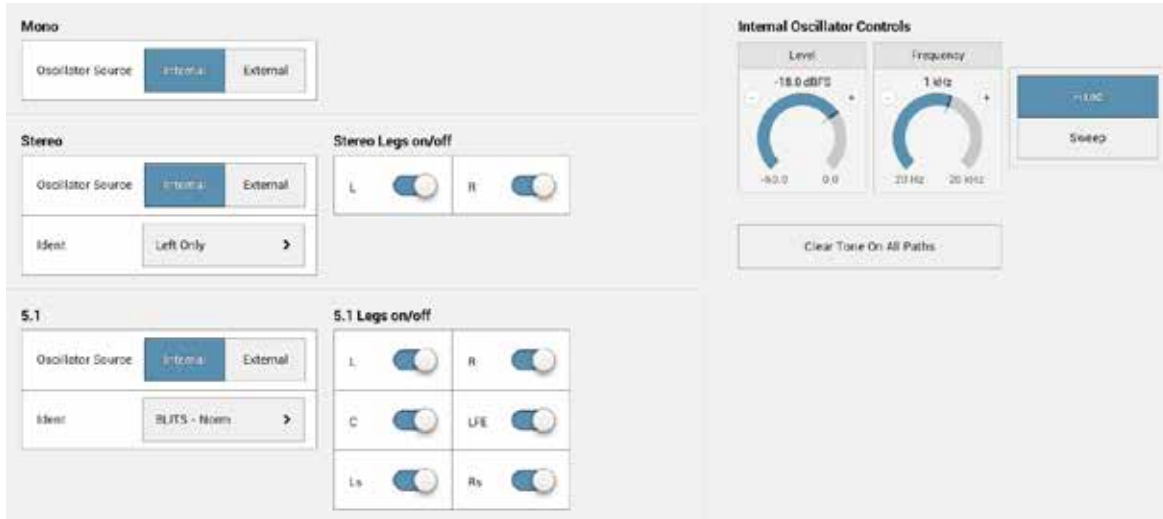 Mono
Oscillator Source Internal External
Stereo
Oscillator Source Internal External
Ident Left Only >
Stereo Legs on/off
L R
5.1
Oscillator Source Internal External
Ident BLITS - Norm >
5.1 Legs on/off
L R
C LFE
Ls Rs
Internal Oscillator Controls
Level Frequency
-18.0 dBFS 1 kHz
- + - +
-60.0 0.0 20 Hz 20 kHz
Sweep
Clear Tone On All Paths